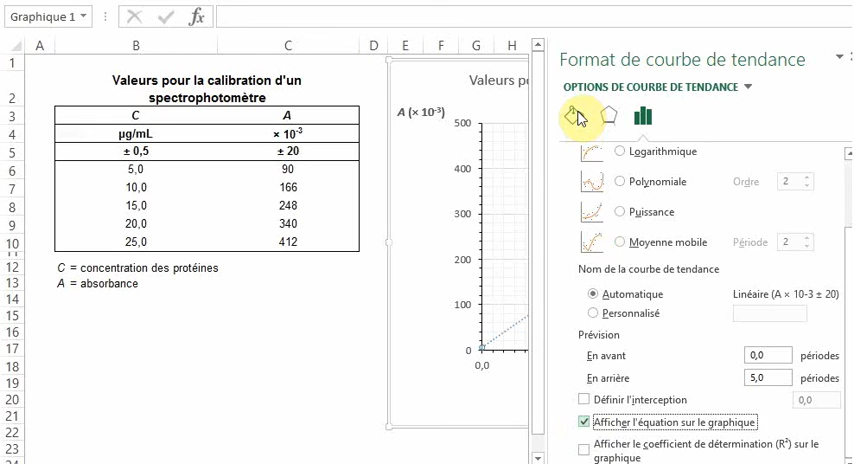 Graphique 1
fx
A B C D E F G H
1
2
3
4
5
6
7
8
9
10
11
12
13
14
15
16
17
18
19
20
21
22
23
24
Valeurs pour la calibration d'un
spectrophotomètre
C A
µg/mL × 10⁻³
± 0,5 ± 20
5,0 90
10,0 166
15,0 248
20,0 340
25,0 412
C = concentration des protéines
A = absorbance
Valeurs p
A (× 10⁻³)
500
400
300
200
100
0
0,0
Format de courbe de tendance
OPTIONS DE COURBE DE TENDANCE
Logarithmique
Polynomiale Ordre 2
Puissance
Moyenne mobile Période 2
Nom de la courbe de tendance
Automatique Linéaire (A × 10-3 ± 20)
Personnalisé
Prévision
En avant 0,0 périodes
En arrière 5,0 périodes
Définir l'interception 0,0
Afficher l'équation sur le graphique
Afficher le coefficient de détermination (R²) sur le
graphique